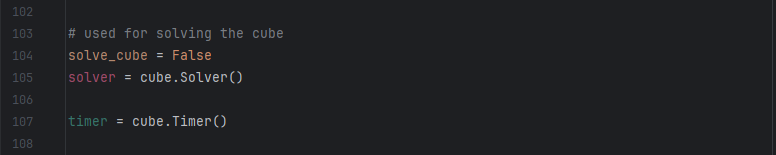 102
103 # used for solving the cube
104 solve_cube = False
105 solver = cube.Solver()
106
107 timer = cube.Timer()
108